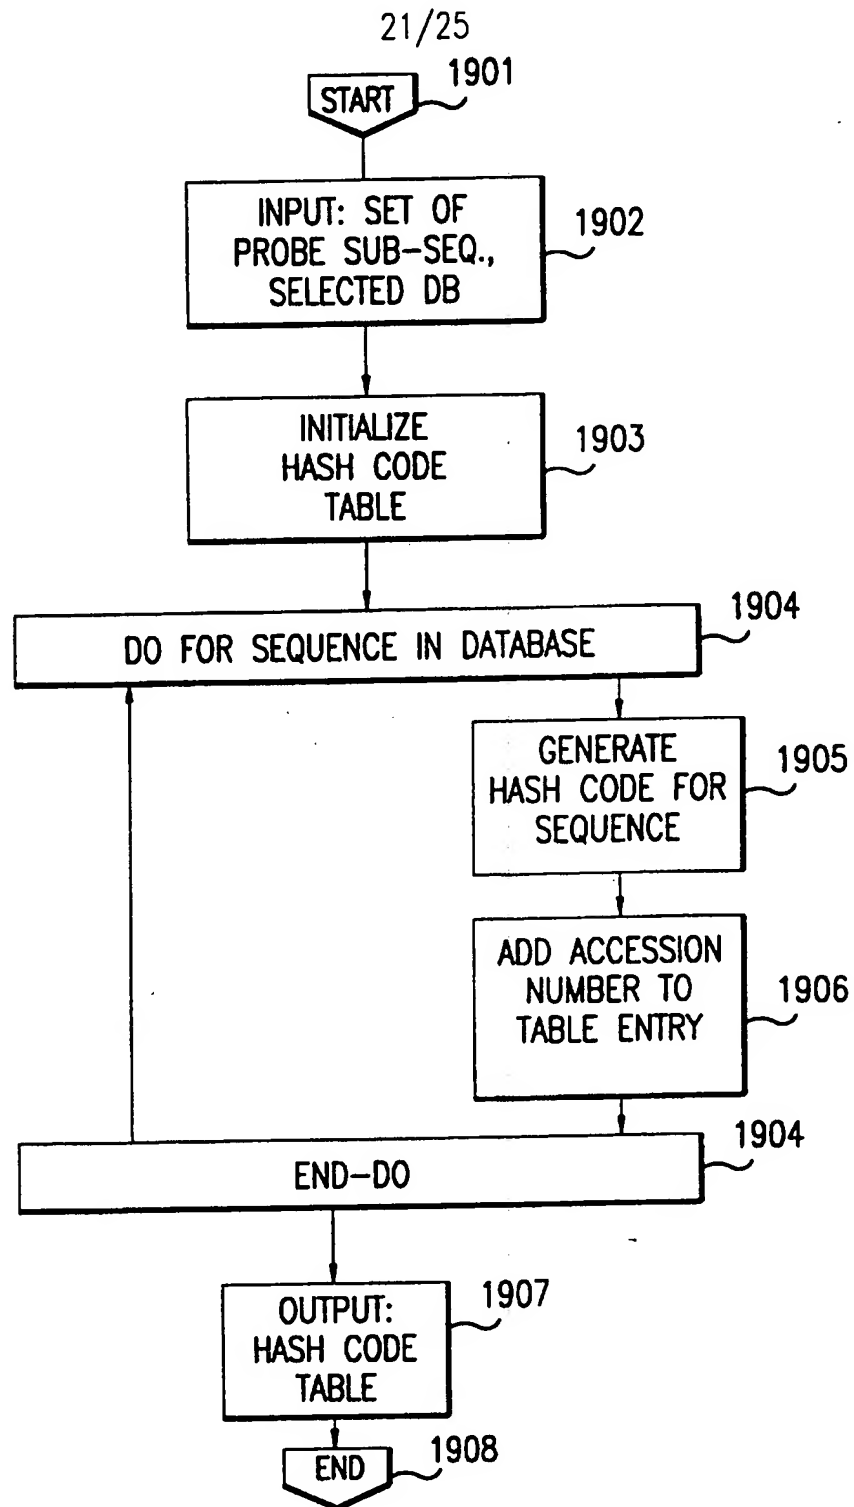 21/25
START
1901
INPUT: SET OF
PROBE SUB-SEQ.,
SELECTED DB
1902
INITIALIZE
HASH CODE
TABLE
1903
DO FOR SEQUENCE IN DATABASE
1904
GENERATE
HASH CODE FOR
SEQUENCE
1905
ADD ACCESSION
NUMBER TO
TABLE ENTRY
1906
END-DO
1904
OUTPUT:
HASH CODE
TABLE
1907
END
1908